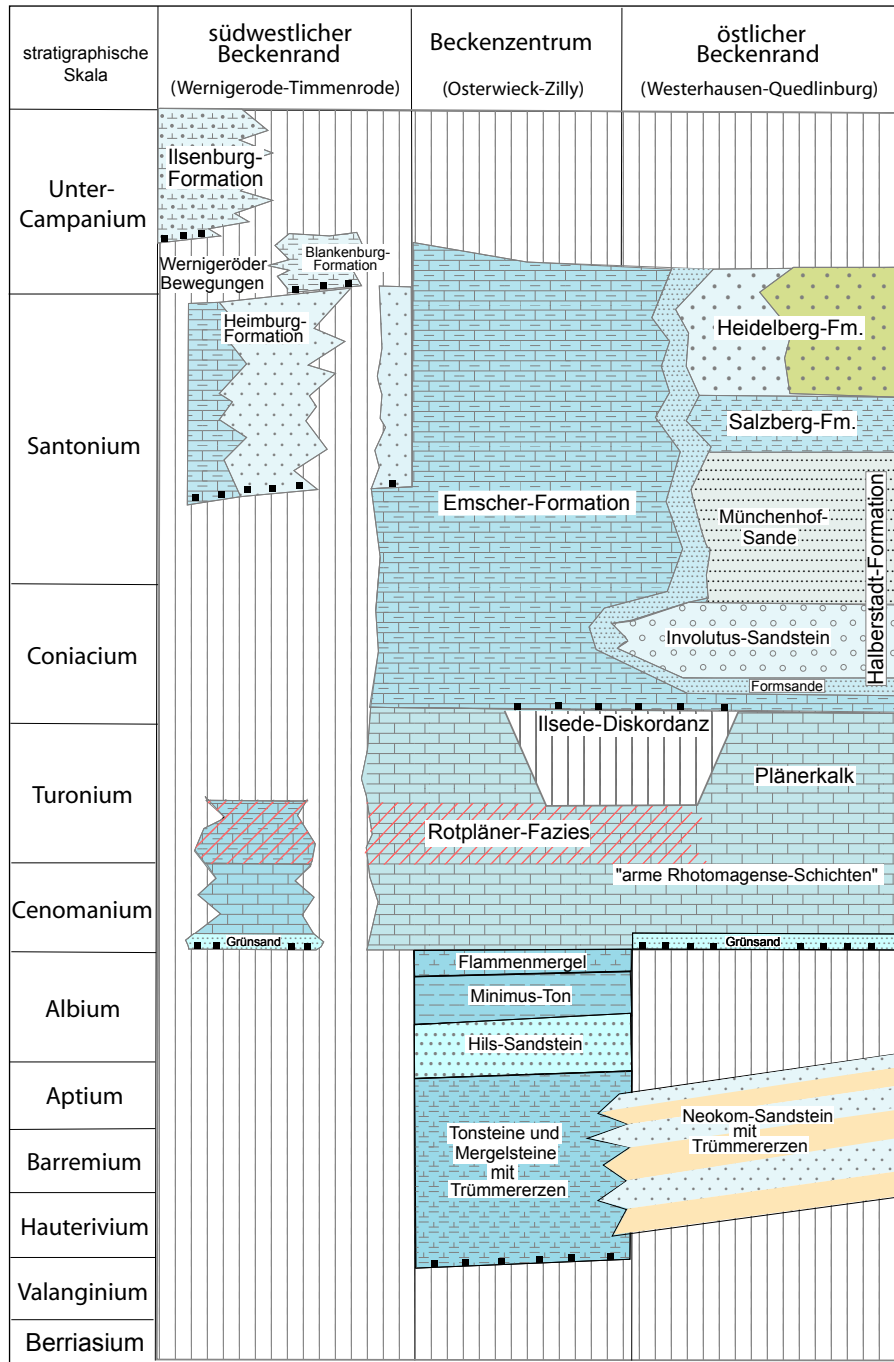 stratigraphische
Skala
südwestlicher
Beckenrand
(Wernigerode-Timmenrode)
Beckenzentrum
(Osterwieck-Zilly)
östlicher
Beckenrand
(Westerhausen-Quedlinburg)
Unter-
Campanium
Santonium
Coniacium
Turonium
Cenomanium
Albium
Aptium
Barremium
Hauterivium
Valanginium
Berriasium
Ilsenburg-
Formation
Wernigeröder
Bewegungen
Blankenburg-
Formation
Heimburg-
Formation
Grünsand
Emscher-Formation
Ilsede-Diskordanz
Rotpläner-Fazies
Flammenmergel
Minimus-Ton
Hils-Sandstein
Tonsteine und
Mergelsteine
mit
Trümmererzen
Heidelberg-Fm.
Salzberg-Fm.
Münchenhof-
Sande
Involutus-Sandstein
Formsande
Halberstadt-Formation
Plänerkalk
"arme Rhotomagense-Schichten"
Grünsand
Neokom-Sandstein
mit
Trümmererzen